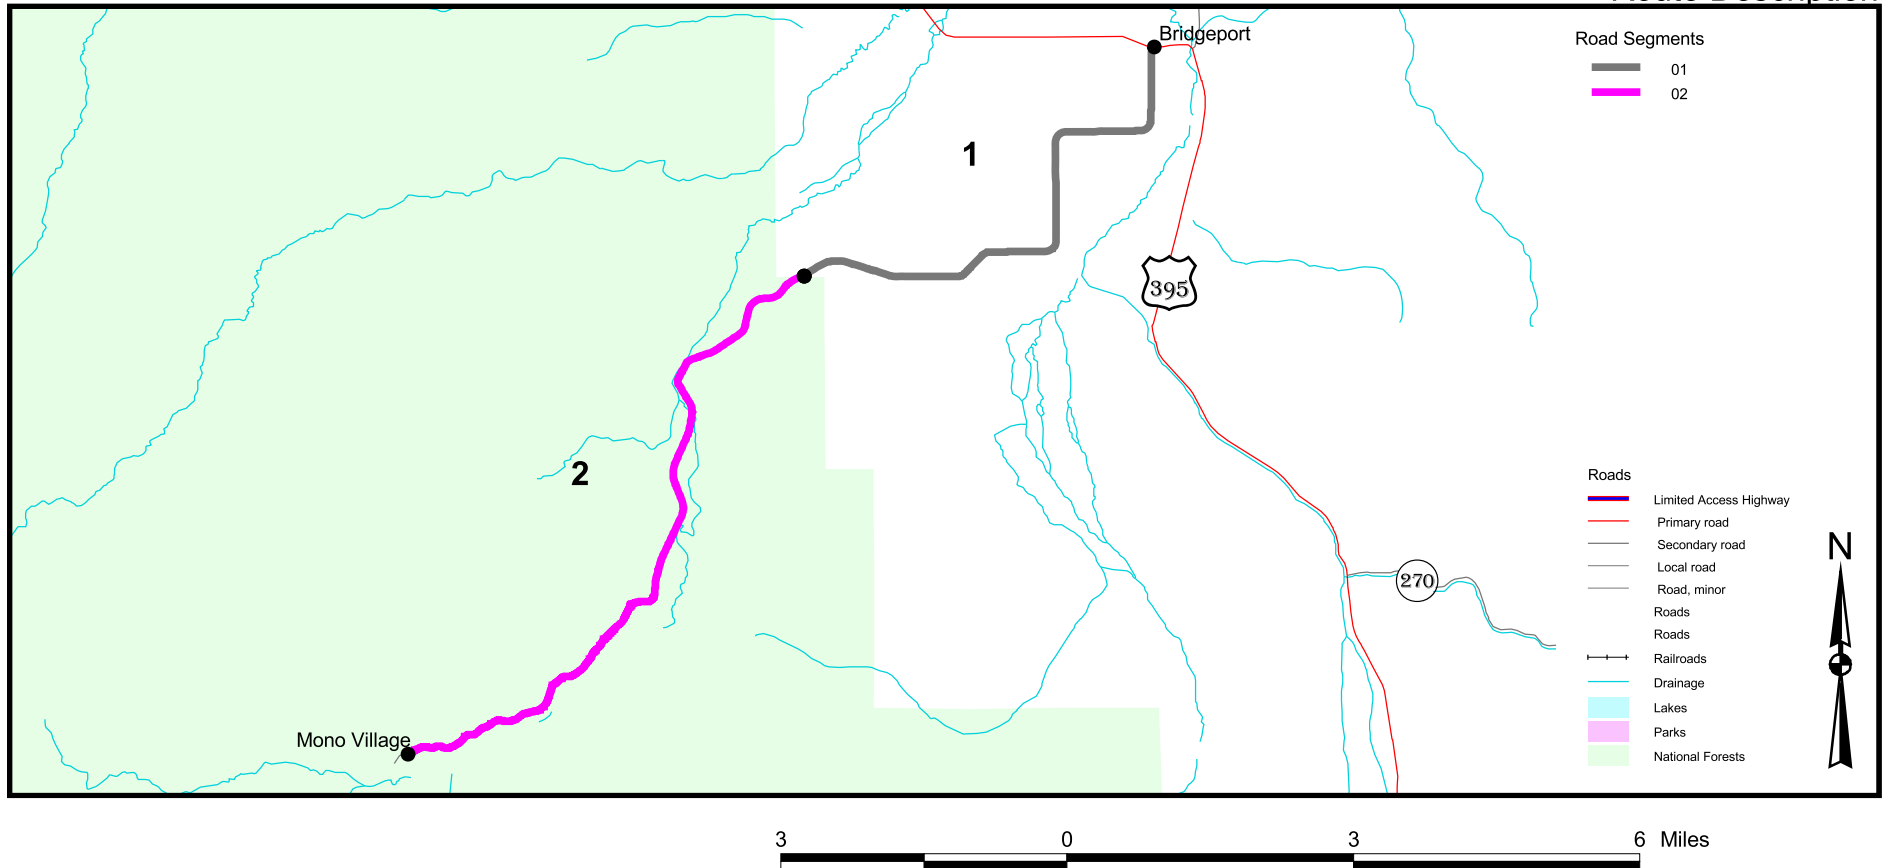 Bridgeport
Road Segments
01
02
1
395
2
Roads
Limited Access Highway
Primary road
Secondary road
Local road
Road, minor
Roads
Roads
Railroads
Drainage
Lakes
Parks
National Forests
N
270
Mono Village
3 0 3 6 Miles